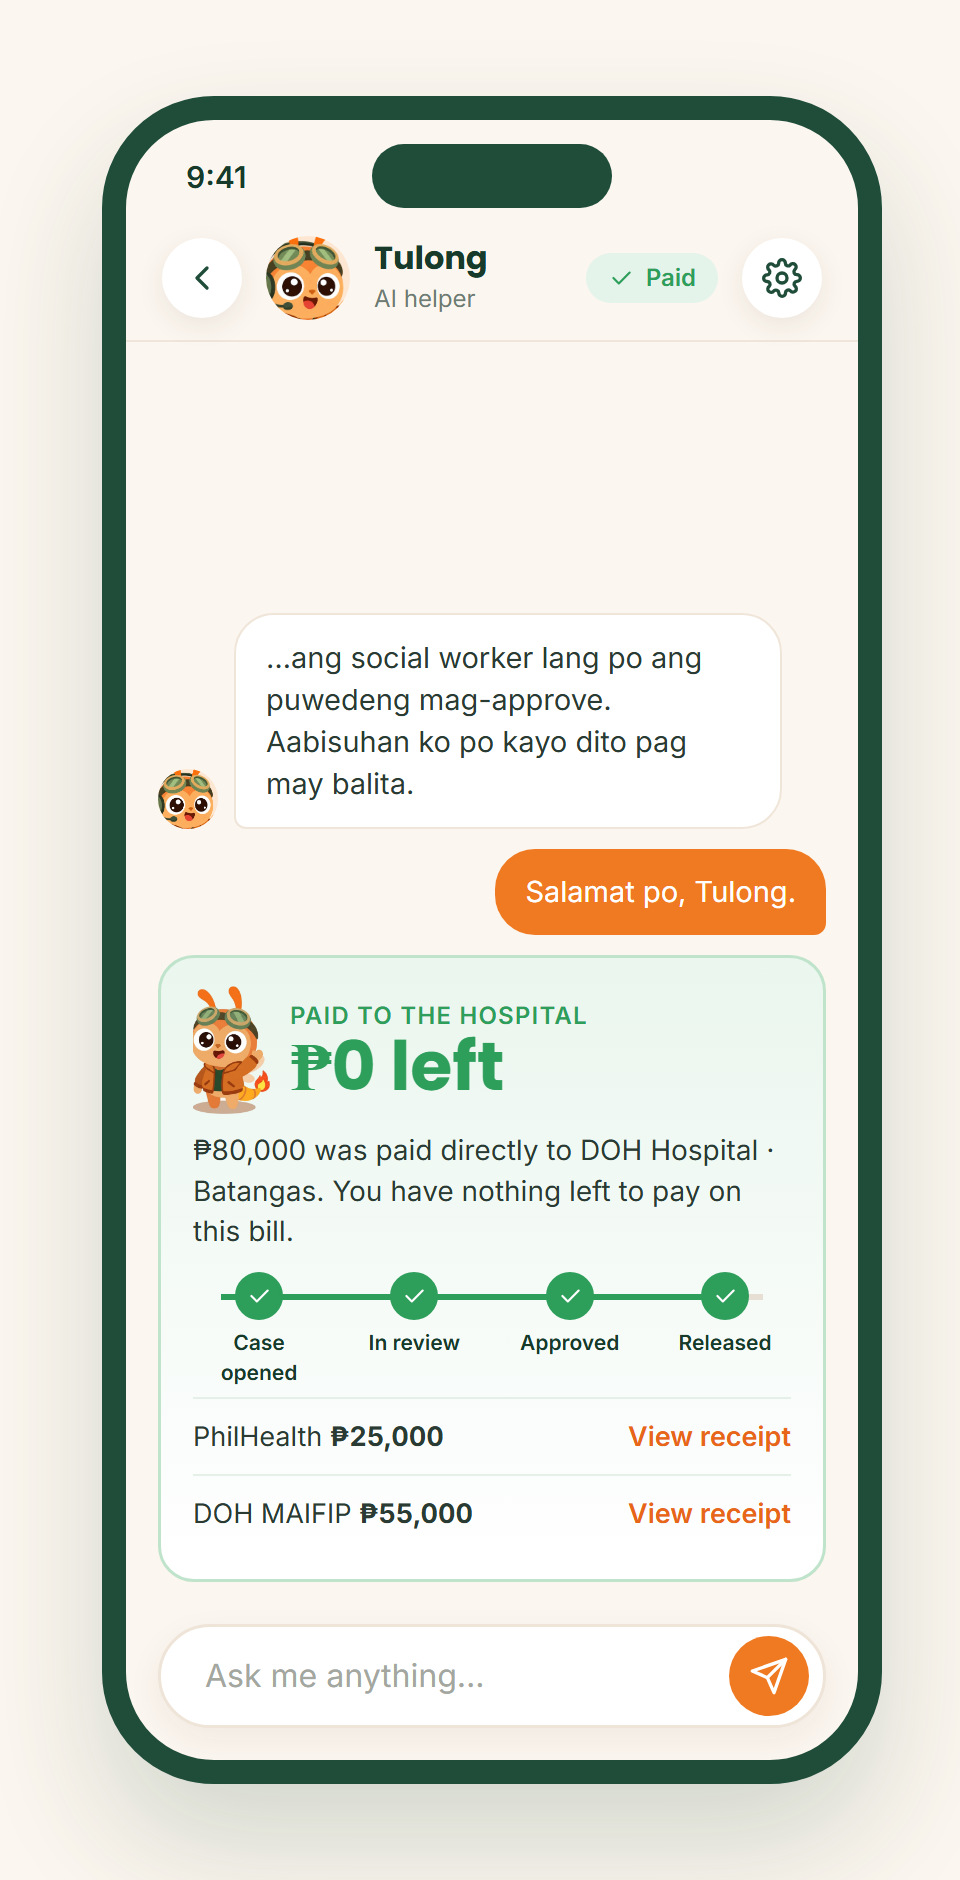 9:41
Tulong
AI helper
Paid
...ang social worker lang po ang
puwedeng mag-approve.
Aabisuhan ko po kayo dito pag
may balita.
Salamat po, Tulong.
PAID TO THE HOSPITAL
₱0 left
₱80,000 was paid directly to DOH Hospital ·
Batangas. You have nothing left to pay on
this bill.
Case opened
In review
Approved
Released
PhilHealth ₱25,000
View receipt
DOH MAIFIP ₱55,000
View receipt
Ask me anything...